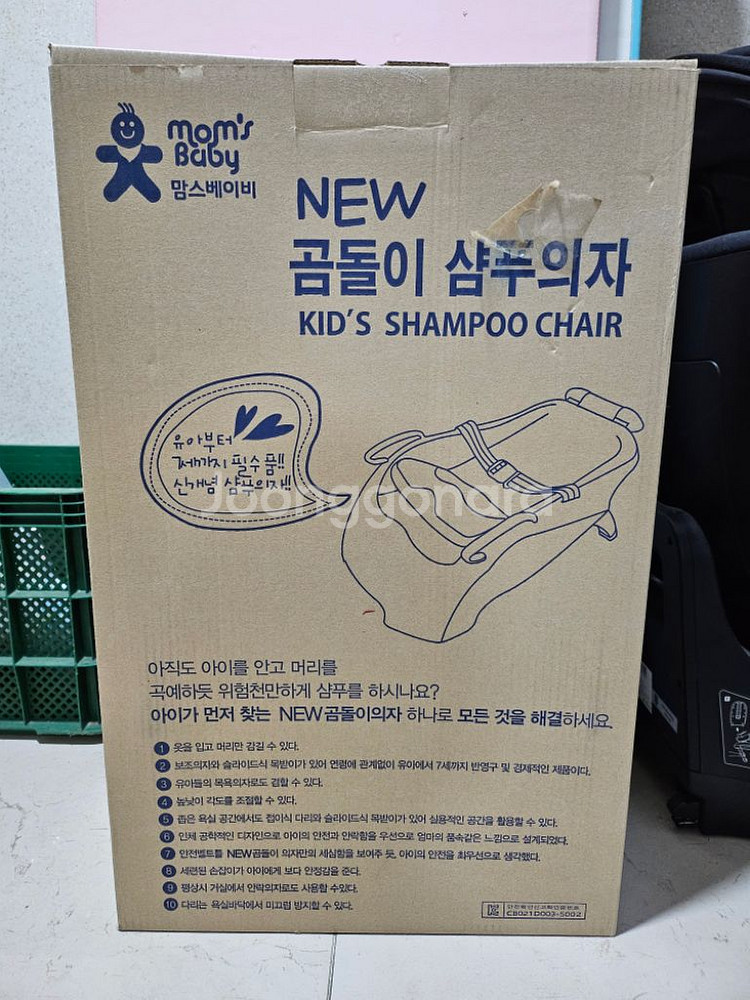 mom's
Baby
맘스베이비
NEW
곰돌이 샴푸의자
KID'S SHAMPOO CHAIR
유아부터
7세까지 필수품!!
신개념 샴푸의자!!
Joonggonara
아직도 아이를 안고 머리를
곡예하듯 위험천만하게 샴푸를 하시나요?
아이가 먼저 찾는 NEW곰돌이의자 하나로 모든 것을 해결하세요.
1 옷을 입고 머리만 감길 수 있다.
2 보조의자와 슬라이드식 목받이가 있어 연령에 관계없이 유아에서 7세까지 반영구 및 경제적인 제품이다.
3 유아들의 목욕의자로도 겸할 수 있다.
4 높낮이 각도를 조절할 수 있다.
5 좁은 욕실 공간에서도 접이식 다리와 슬라이드식 목받이가 있어 실용적인 공간을 활용할 수 있다.
6 인체 공학적인 디자인으로 아이의 안전과 안락함을 우선으로 엄마의 품속같은 느낌으로 설계되었다.
7 안전벨트를 NEW곰돌이 의자만의 세심함을 보여주 듯, 아이의 안전을 최우선으로 생각했다.
8 세련된 손잡이가 아이에게 보다 안정감을 준다.
9 평상시 거실에서 안락의자로도 사용할 수있다.
10 다리는 욕실바닥에서 미끄럼 방지할 수 있다.
CB021D003-5002